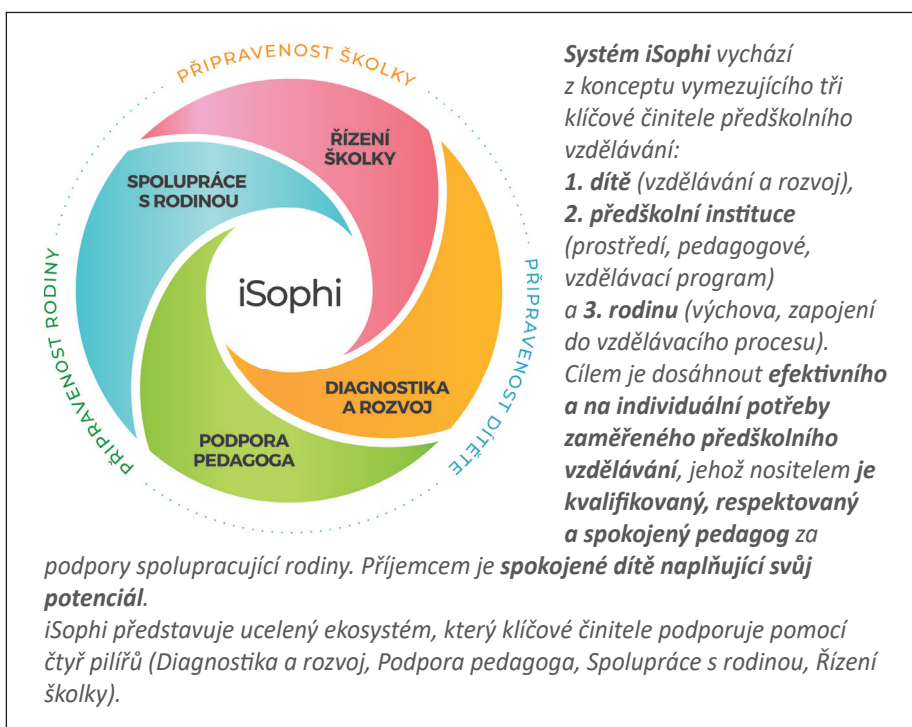 PŘIPRAVENOST ŠKOLKY
ŘÍZENÍ
ŠKOLKY
SPOLUPRÁCE
S RODINOU
iSophi
DIAGNOSTIKA
A ROZVOJ
PODPORA
PEDAGOGA
PŘIPRAVENOST RODINY
PŘIPRAVENOST DÍTĚTE
Systém iSophi vychází
z konceptu vymezujícího tři
klíčové činitele předškolního
vzdělávání:
1. dítě (vzdělávání a rozvoj),
2. předškolní instituce
(prostředí, pedagogové,
vzdělávací program)
a 3. rodinu (výchova, zapojení
do vzdělávacího procesu).
Cílem je dosáhnout efektivního
a na individuální potřeby
zaměřeného předškolního
vzdělávání, jehož nositelem je
kvalifikovaný, respektovaný
a spokojený pedagog za
podpory spolupracující rodiny. Příjemcem je spokojené dítě naplňující svůj
potenciál.
iSophi představuje ucelený ekosystém, který klíčové činitele podporuje pomocí
čtyř pilířů (Diagnostika a rozvoj, Podpora pedagoga, Spolupráce s rodinou, Řízení
školky).